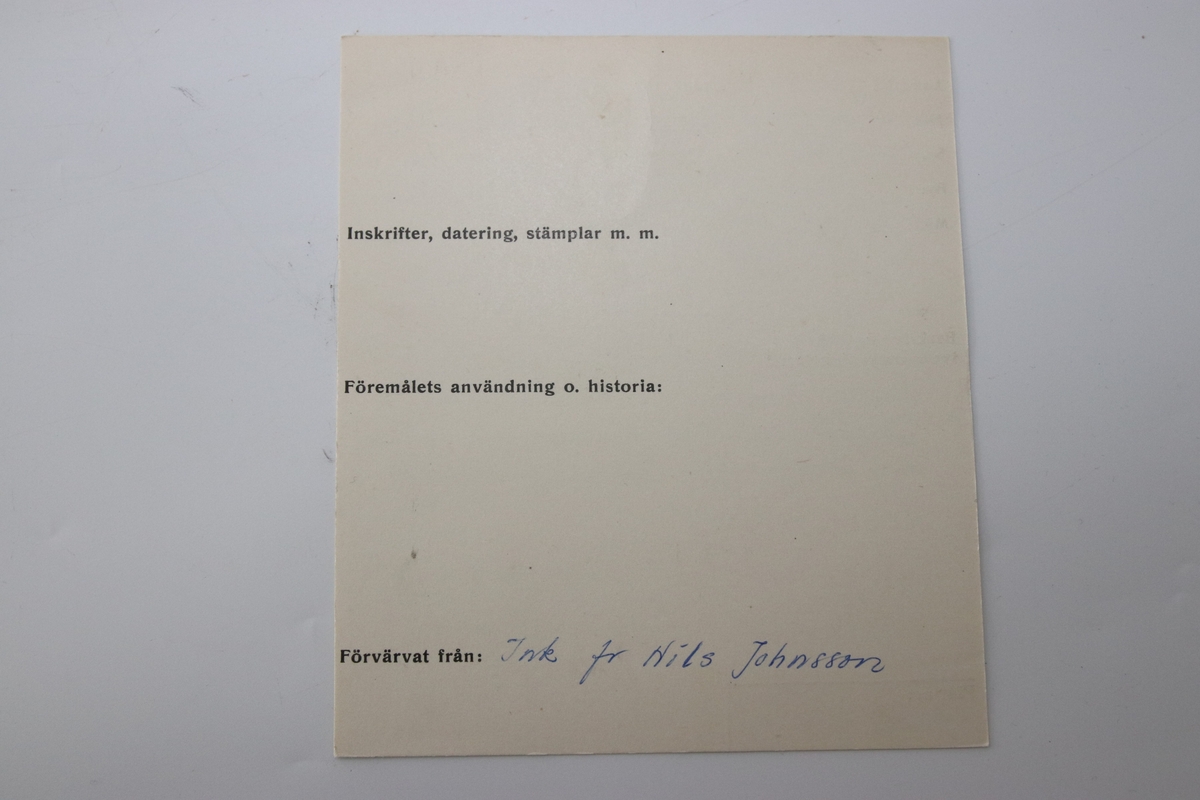 Inskrifter, datering, stämplar m. m.
Föremålets användning o. historia:
Förvärvat från: Ink fr Nils Johnsson